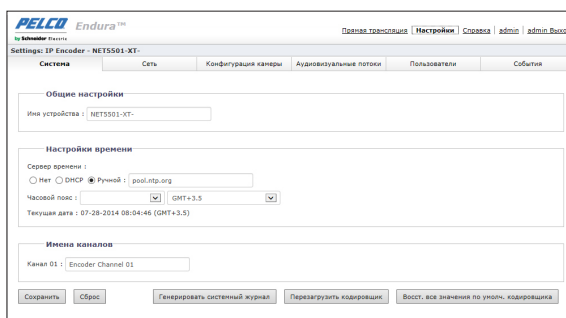 PELCO Endura™
by Schneider Electric
Прямая трансляция | Настройки | Справка | admin | admin Выхо
Settings: IP Encoder - NET5501-XT-
Система Сеть Конфигурация камеры Аудиовизуальные потоки Пользователи События
Общие настройки
Имя устройства : NET5501-XT-
Настройки времени
Сервер времени :
Нет DHCP Ручной : pool.ntp.org
Часовой пояс : GMT+3.5
Текущая дата : 07-28-2014 08:04:46 (GMT+3.5)
Имена каналов
Канал 01 : Encoder Channel 01
Сохранить Сброс Генерировать системный журнал Перезагрузить кодировщик Восст. все значения по умолч. кодировщика